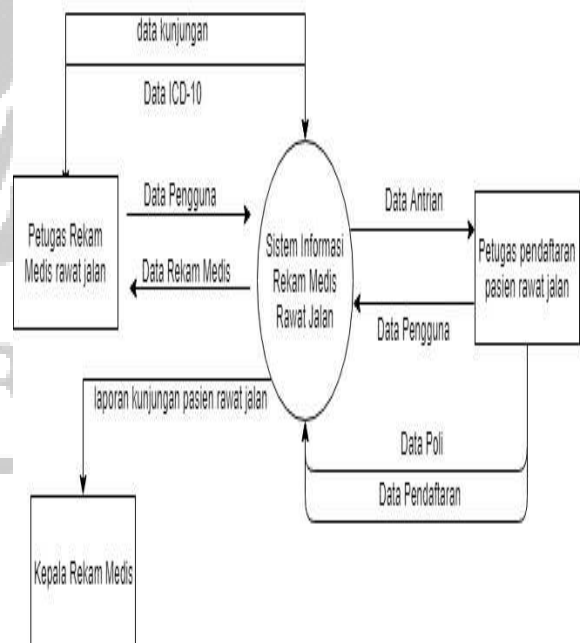 data kunjungan
Data ICD-10
Data Pengguna
Data Antrian
Petugas Rekam
Medis rawat jalan
Sistem Informasi
Rekam Medis
Rawat Jalan
Petugas pendaftaran
pasien rawat jalan
Data Rekam Medis
Data Pengguna
laporan kunjungan pasien rawat jalan
Data Poli
Data Pendaftaran
Kepala Rekam Medis